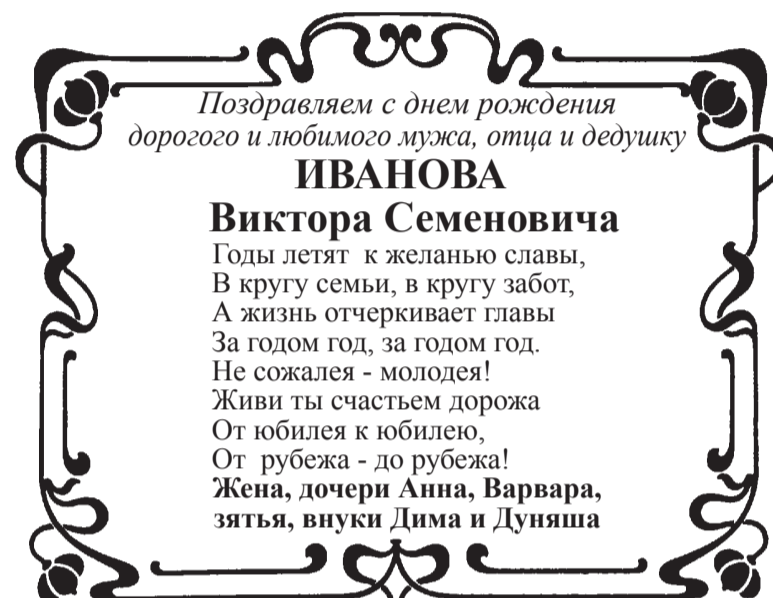 Поздравляем с днем рождения
дорогого и любимого мужа, отца и дедушку
ИВАНОВА
Виктора Семеновича
Годы летят к желанью славы,
В кругу семьи, в кругу забот,
А жизнь отчеркивает главы
За годом год, за годом год.
Не сожалея - молодея!
Живи ты счастьем дорожа
От юбилея к юбилею,
От рубежа - до рубежа!
Жена, дочери Анна, Варвара,
зятья, внуки Дима и Дуняша